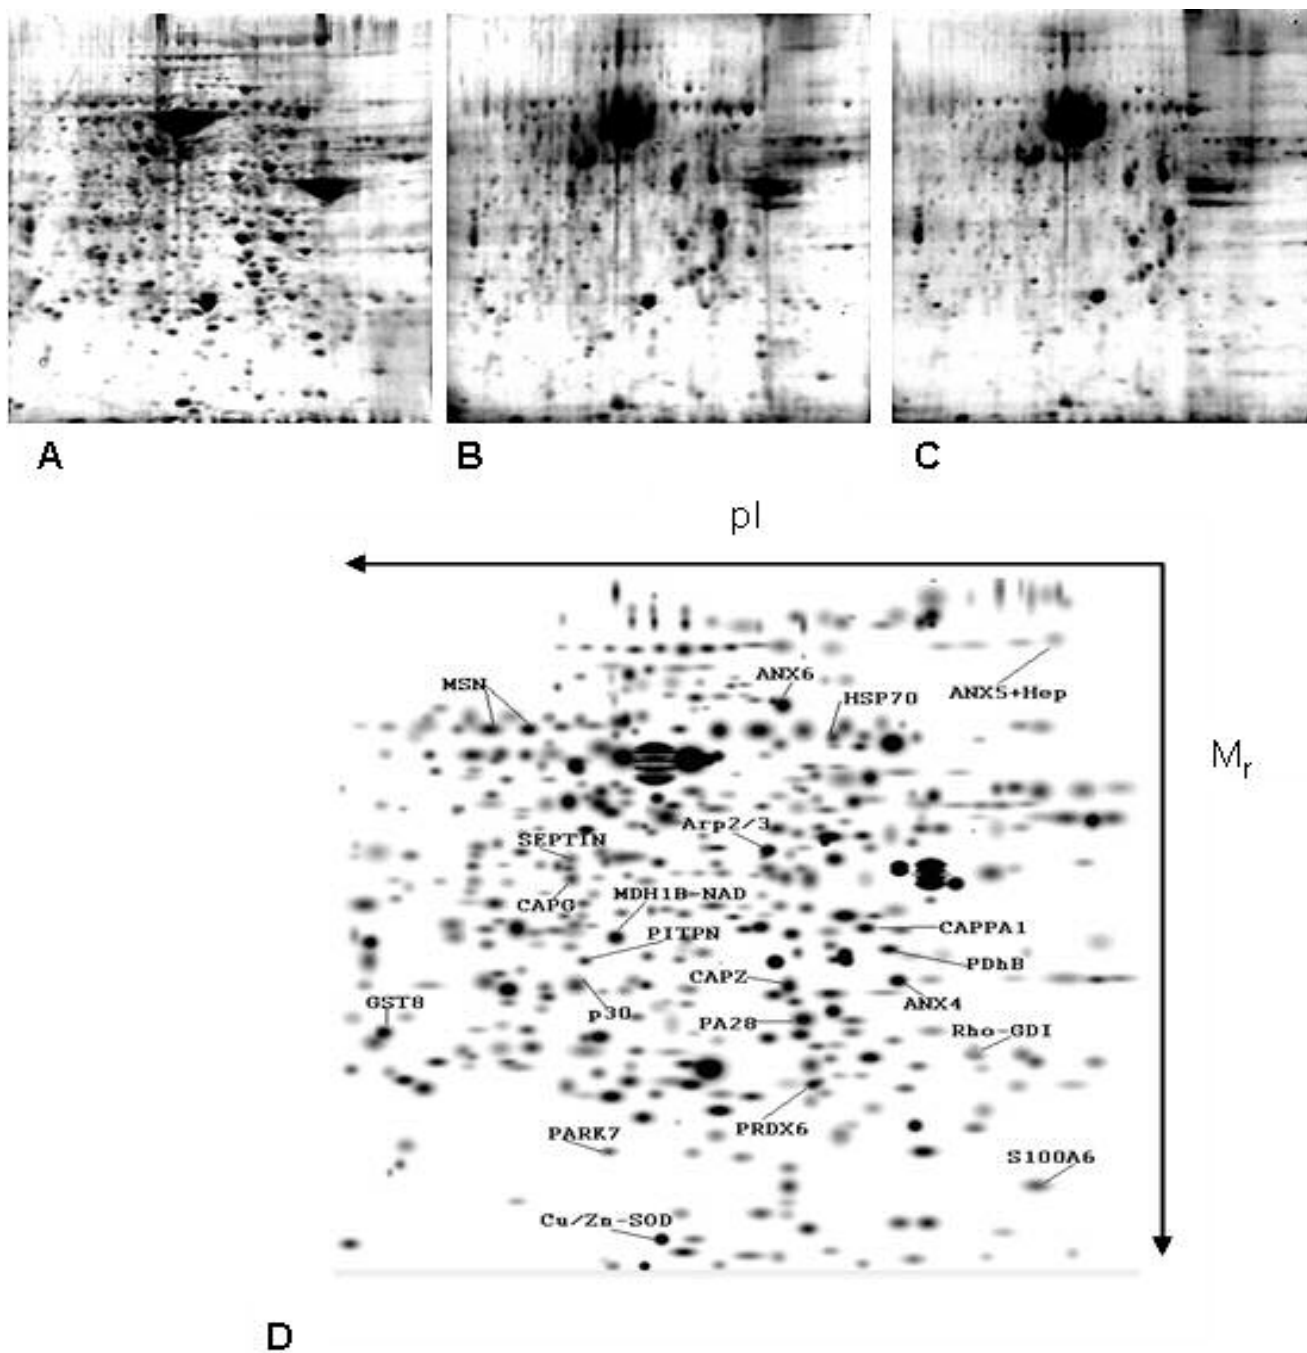 A
B
C
pI
Mr
ANX6
MSN
HSP70
ANX5+Hep
Arp2/3
SEPTIN
CAPG
MDH1B-NAD
PITPN
CAPPA1
PDhB
CAPZ
ANX4
GST8
p30
PA28
Rho-GDI
PARK7
PRDX6
S100A6
Cu/Zn-SOD
D